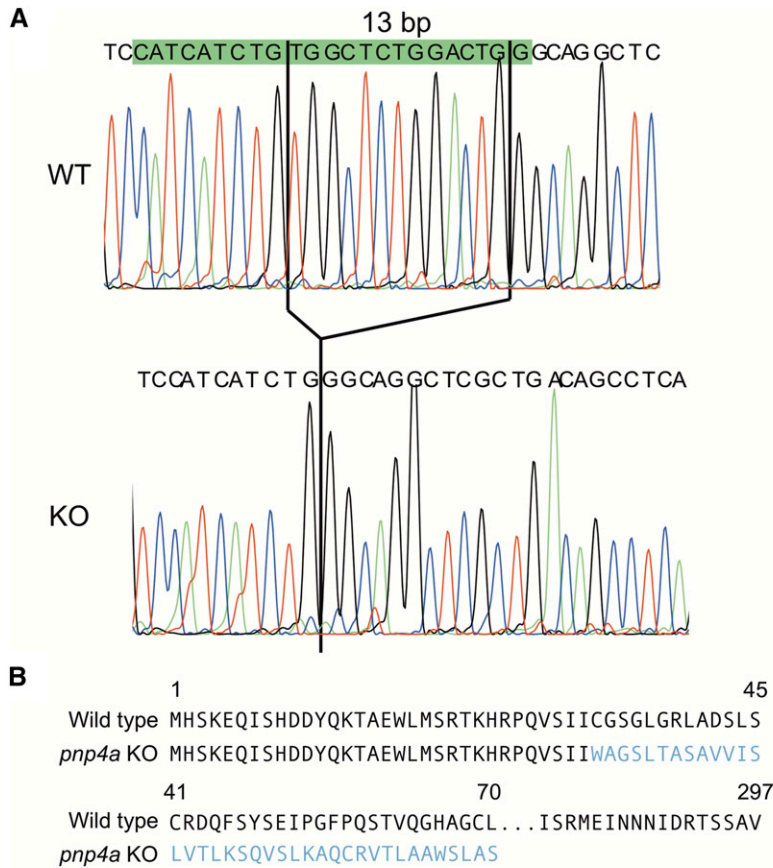 A
13 bp
TCCATCATCTGTGGCTCTGGACTGGGCAGGCTC
WT
TCCATCATCTGGGCAGGCTCGCTGACAGCCTCA
KO
B
1 45
Wild type MHSKEQISHDDYQKTAEWLMSRTKHRPQVSIICGSGLGRLADSLS
pnp4a KO MHSKEQISHDDYQKTAEWLMSRTKHRPQVSIIWAGSLTASAVVIS
41 70 297
Wild type CRDQFSYSEIPGFPQSTVQGHAGCL...ISRMEINNNIDRTSSAV
pnp4a KO LVTLKSQVSLKAQCRVTLAAWSLAS